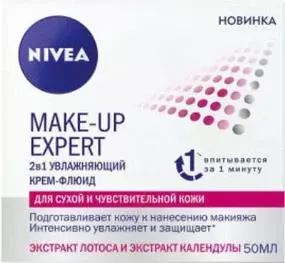 НОВИНКА
NIVEA
MAKE-UP
EXPERT
2в1 УВЛАЖНЯЮЩИЙ
КРЕМ-ФЛЮИД
1 впитывается
за 1 минуту
ДЛЯ СУХОЙ И ЧУВСТВИТЕЛЬНОЙ КОЖИ
Подготавливает кожу к нанесению макияжа
Интенсивно увлажняет и защищает*
ЭКСТРАКТ ЛОТОСА И ЭКСТРАКТ КАЛЕНДУЛЫ 50МЛ